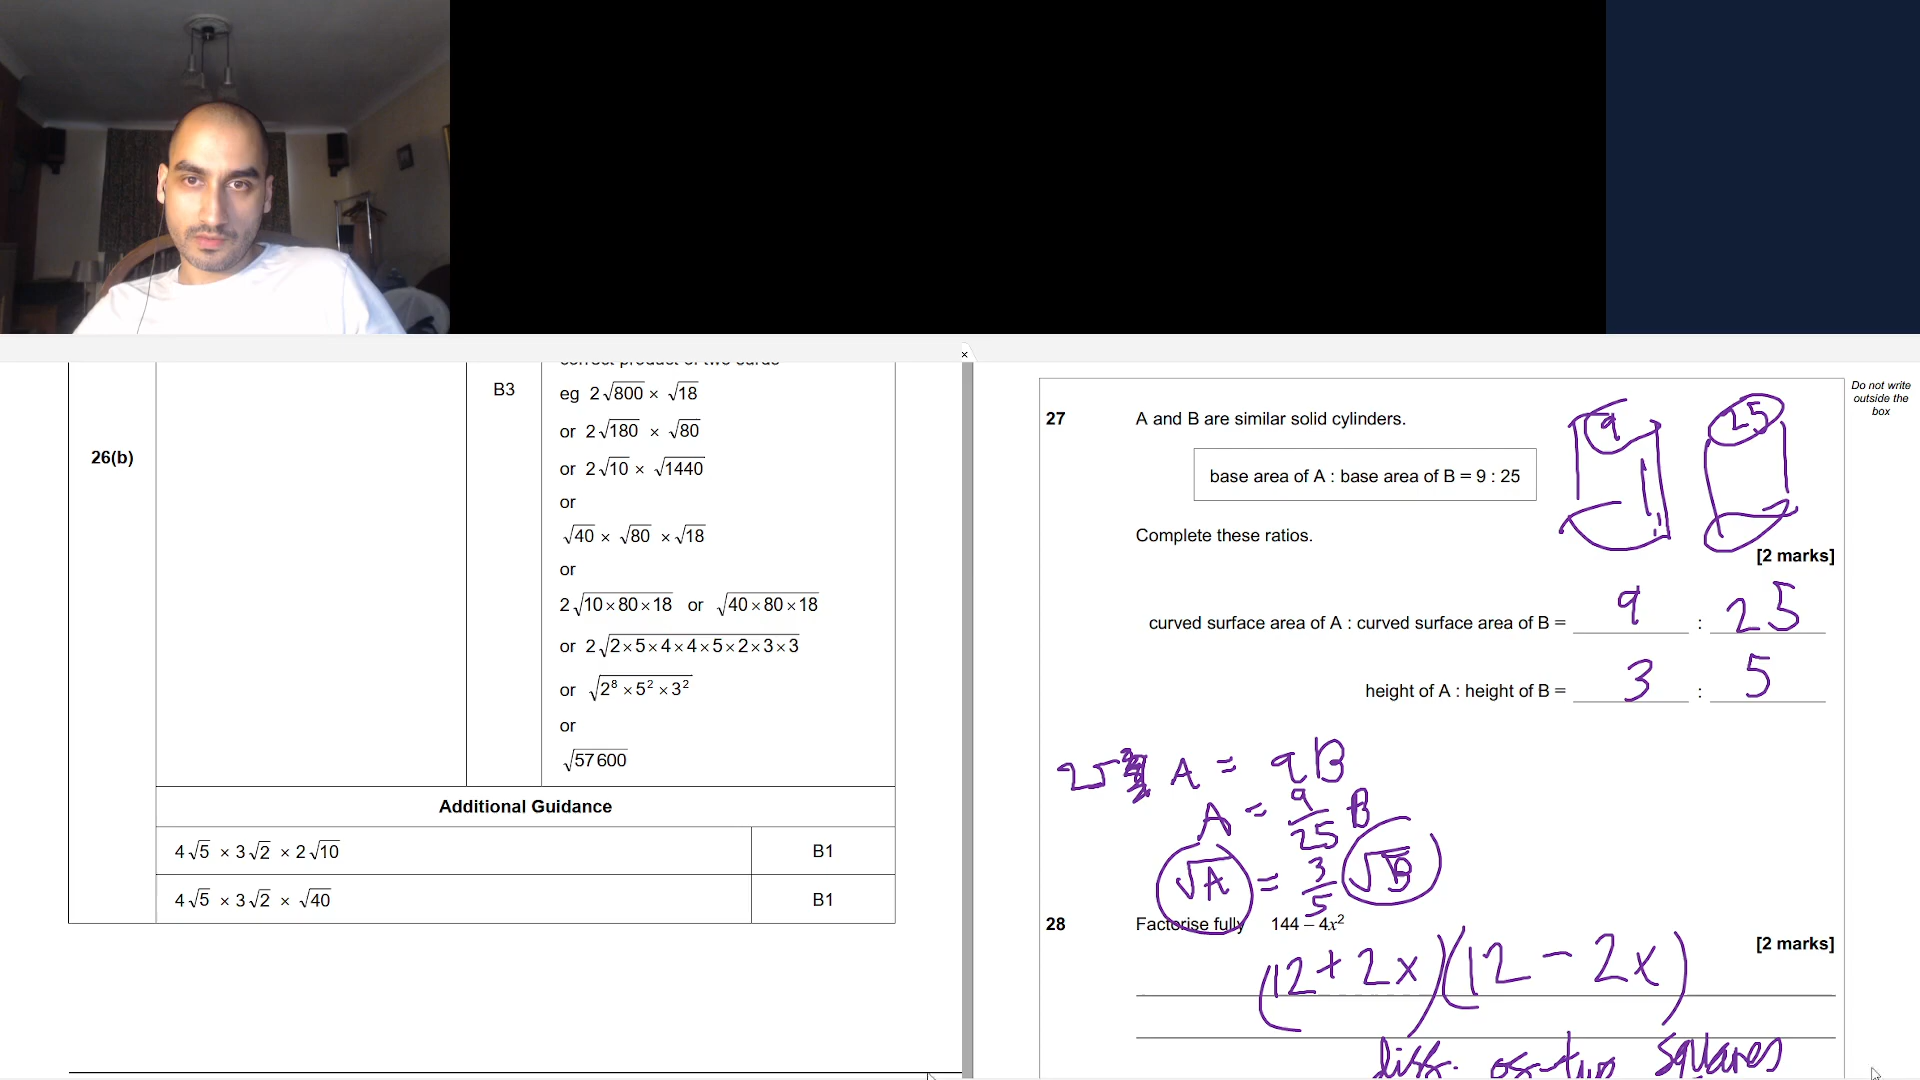 B3
eg 2√800 × √18
or 2√180 × √80
26(b)
or 2√10 × √1440
or
√40 × √80 × √18
or
2√10×80×18 or √40×80×18
or 2√2×5×4×4×5×2×3×3
or √2⁸ × 5² × 3²
or
√57600
Additional Guidance
4√5 × 3√2 × 2√10 B1
4√5 × 3√2 × √40 B1
Do not write
outside the
box
27 A and B are similar solid cylinders.
9 25
base area of A : base area of B = 9 : 25
Complete these ratios.
[2 marks]
curved surface area of A : curved surface area of B = 9 : 25
height of A : height of B = 3 : 5
25 A = 9B
A = 9/25 B
√A = 3/5 √B
28 Factorise fully 144 – 4x²
[2 marks]
(12 + 2x)(12 - 2x)
squares